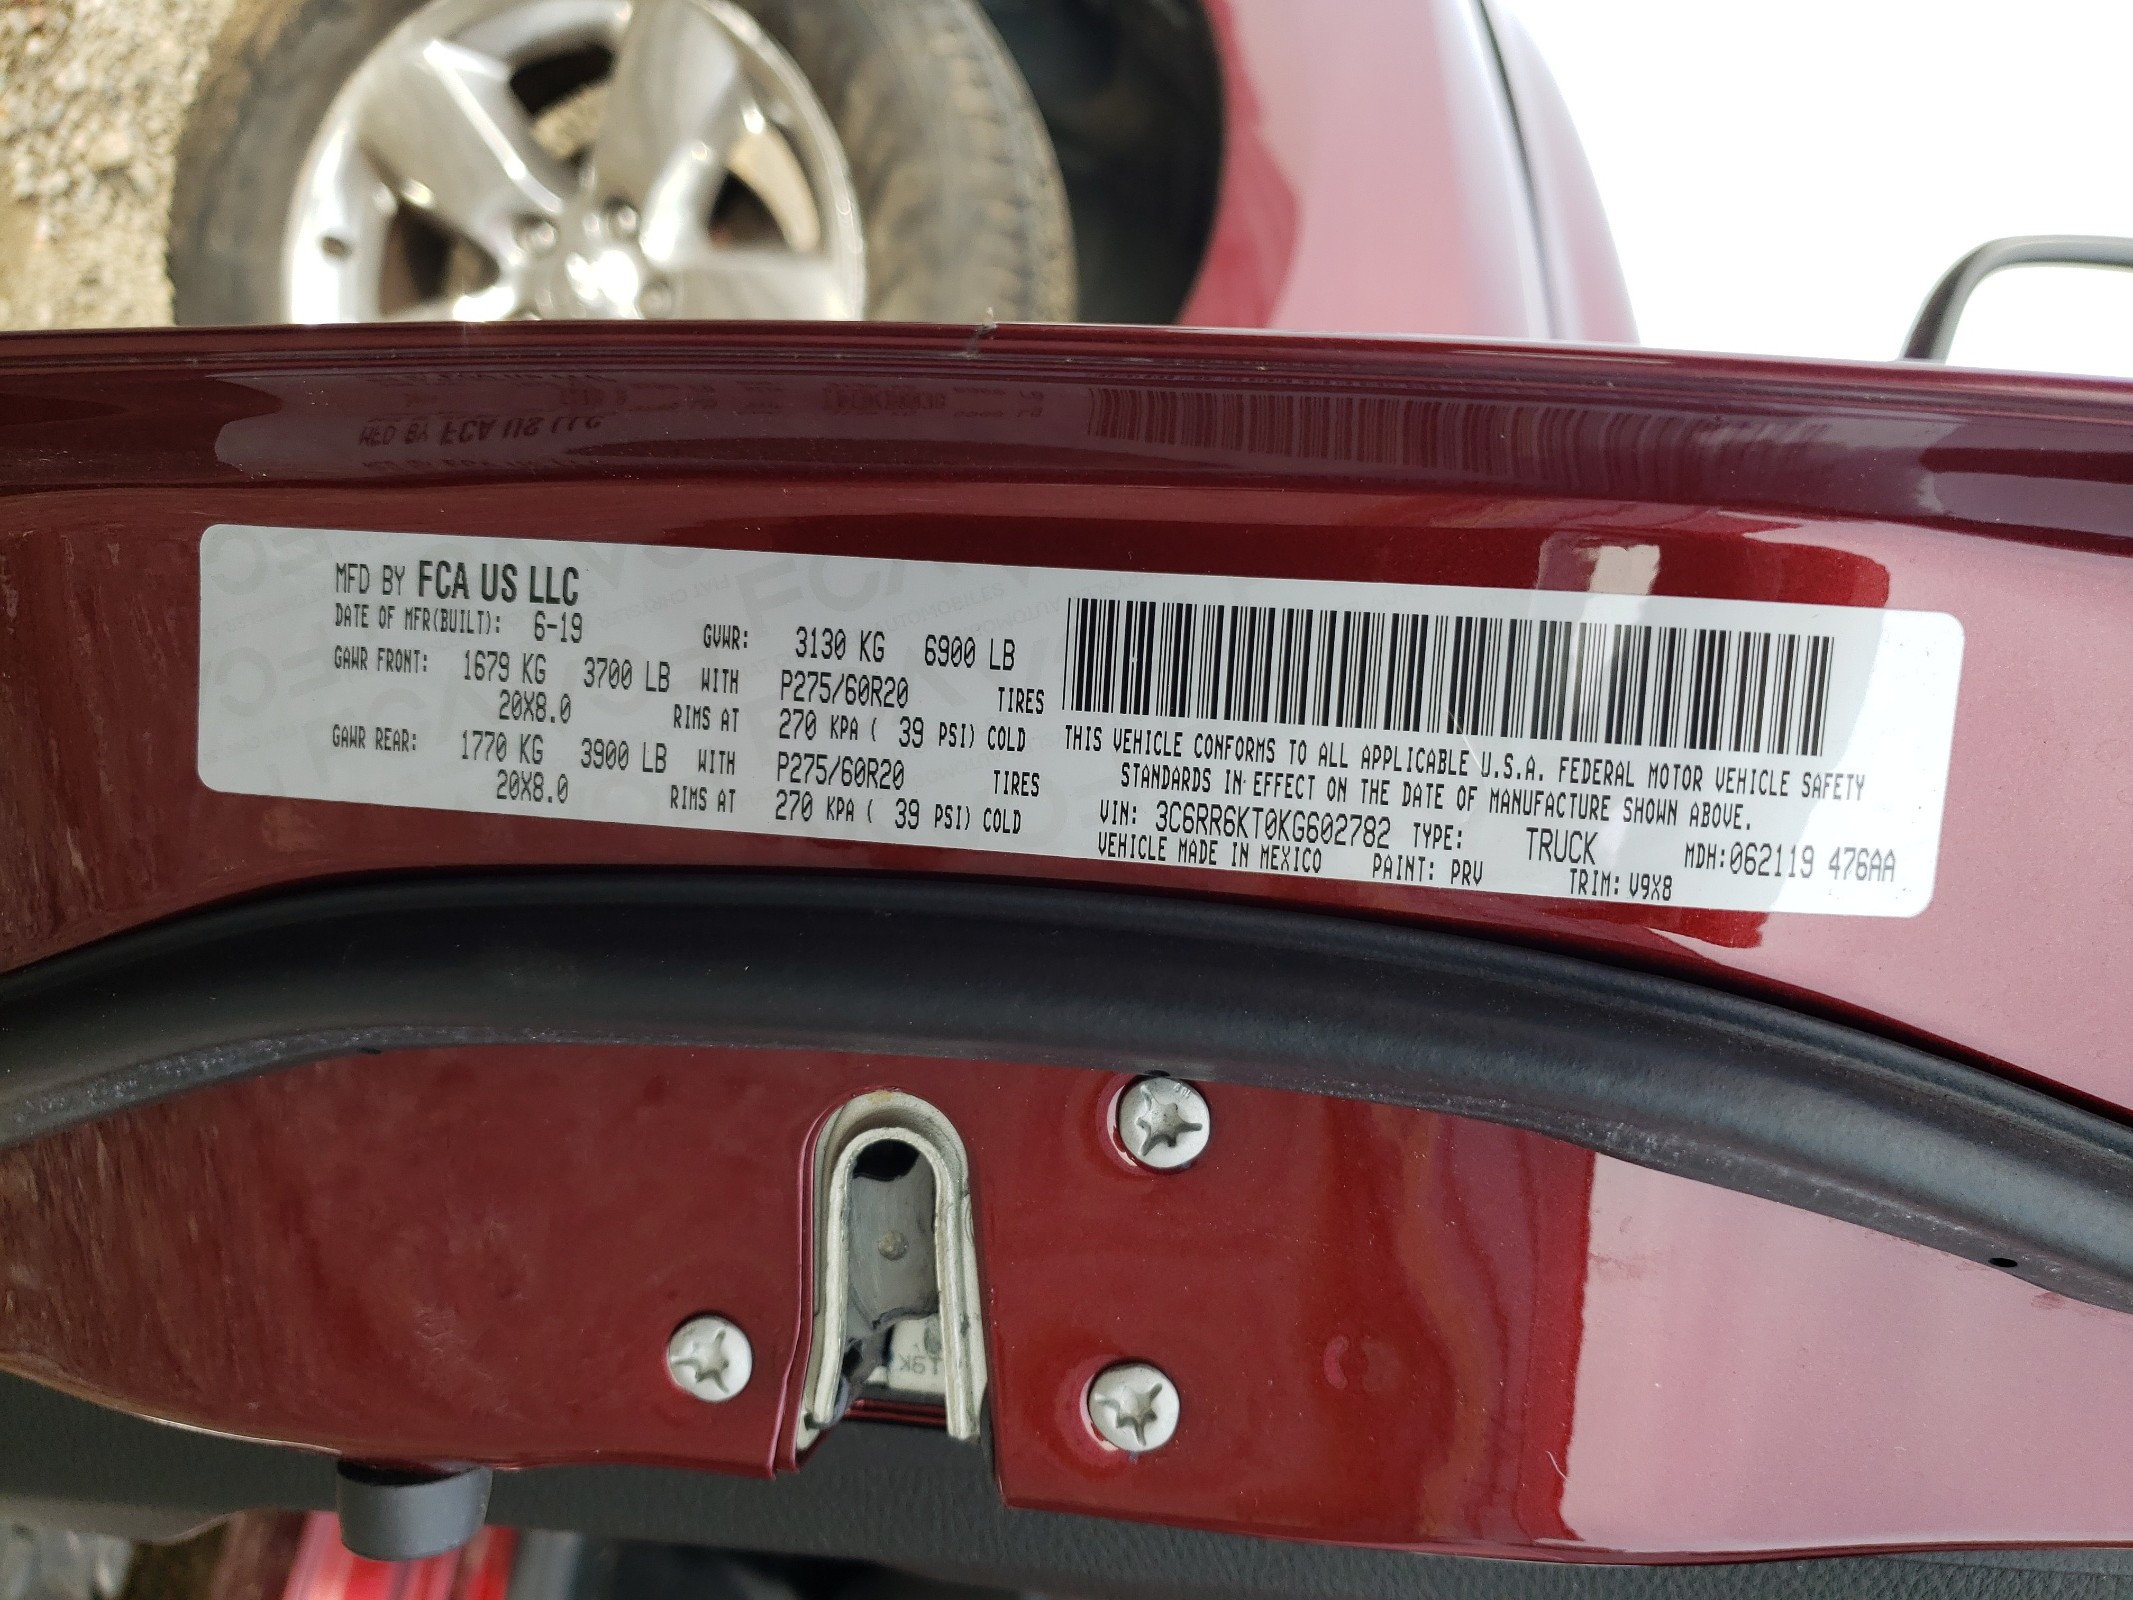 MFD BY FCA US LLC
DATE OF MFR(BUILT): 6-19 GVWR: 3130 KG 6900 LB
GAWR FRONT: 1679 KG 3700 LB WITH P275/60R20 TIRES
20X8.0 RIMS AT 270 KPA ( 39 PSI) COLD
GAWR REAR: 1770 KG 3900 LB WITH P275/60R20 TIRES
20X8.0 RIMS AT 270 KPA ( 39 PSI) COLD
THIS VEHICLE CONFORMS TO ALL APPLICABLE U.S.A. FEDERAL MOTOR VEHICLE SAFETY
STANDARDS IN EFFECT ON THE DATE OF MANUFACTURE SHOWN ABOVE.
VIN: 3C6RR6KT0KG602782 TYPE: TRUCK MDH:062119 476AA
VEHICLE MADE IN MEXICO PAINT: PRV TRIM: V9X8